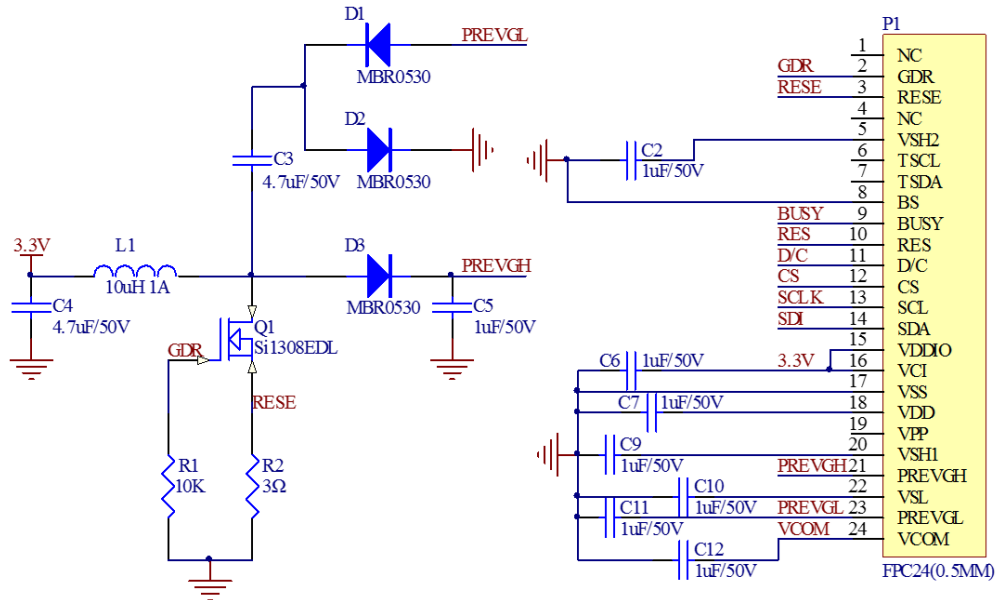 D1
PREVGL
MBR0530
D2
MBR0530
C3
4.7uF/50V
3.3V
L1
10uH 1A
D3
PREVGH
MBR0530
C4
4.7uF/50V
C5
1uF/50V
Q1
Si1308EDL
GDR
RESE
R1
10K
R2
3Ω
P1
1 NC
GDR 2 GDR
RESE 3 RESE
4 NC
5 VSH2
C2
1uF/50V
6 TSCL
7 TSDA
8 BS
BUSY 9 BUSY
RES 10 RES
D/C 11 D/C
CS 12 CS
SCLK 13 SCL
SDI 14 SDA
15 VDDIO
C6 1uF/50V 3.3V 16 VCI
17 VSS
C7 1uF/50V 18 VDD
19 VPP
C9 20 VSH1
1uF/50V PREVGH 21 PREVGH
C10 22 VSL
1uF/50V
C11 PREVGL 23 PREVGL
1uF/50V VCOM 24 VCOM
C12
1uF/50V
FPC24(0.5MM)